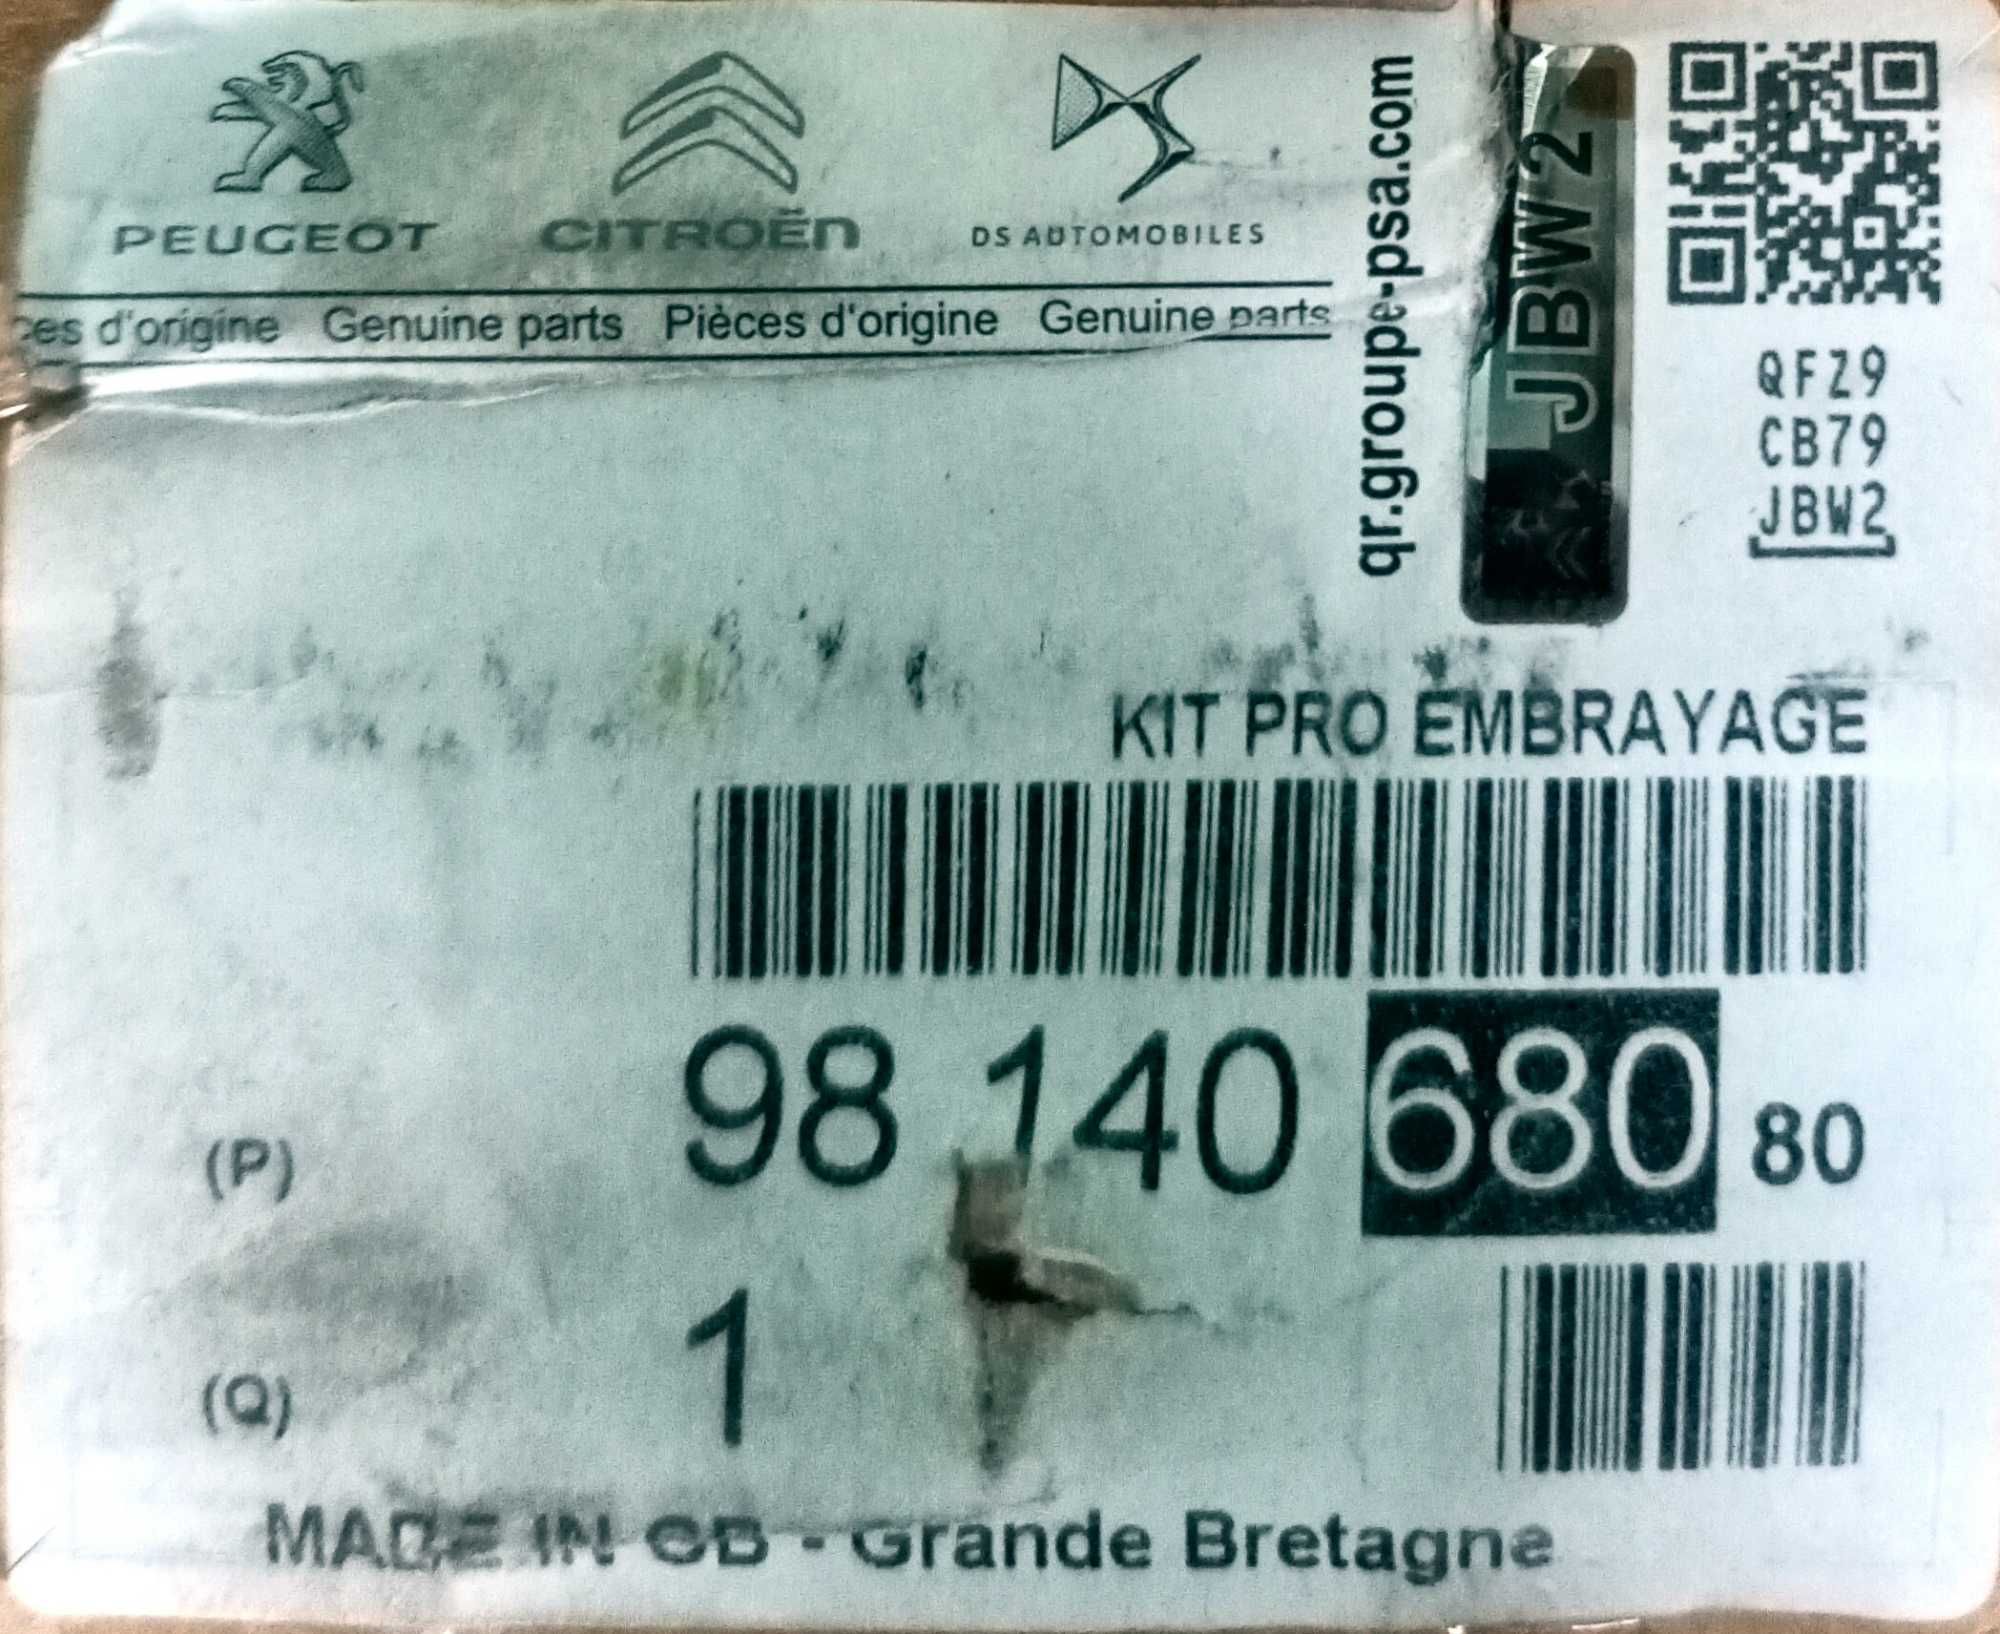 PEUGEOT
CITROËN
DS AUTOMOBILES
d'origine Genuine parts Pièces d'origine Genuine parts
qr.groupe-psa.com
JBW2
QFZ9
CB79
JBW2
KIT PRO EMBRAYAGE
(P) 98 140 680 80
(Q) 1
MADE IN GB - Grande Bretagne